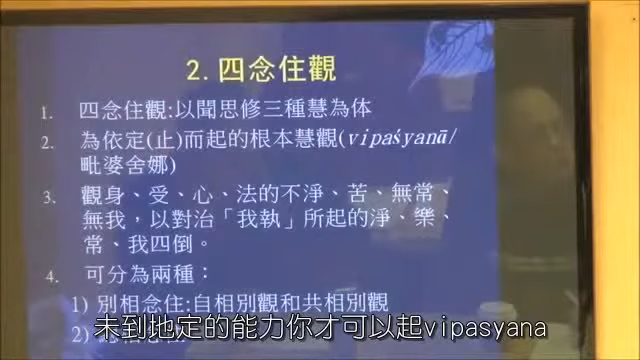 2.四念住觀
1. 四念住觀:以聞思修三種慧為体
2. 為依定(止)而起的根本慧觀(vipaśyanā/
毗婆舍娜)
3. 觀身、受、心、法的不淨、苦、無常、
無我，以對治「我執」所起的淨、樂、
常、我四倒。
4. 可分為兩種：
1) 別相念住:自相別觀和共相別觀
2)
未到地定的能力你才可以起vipasyana